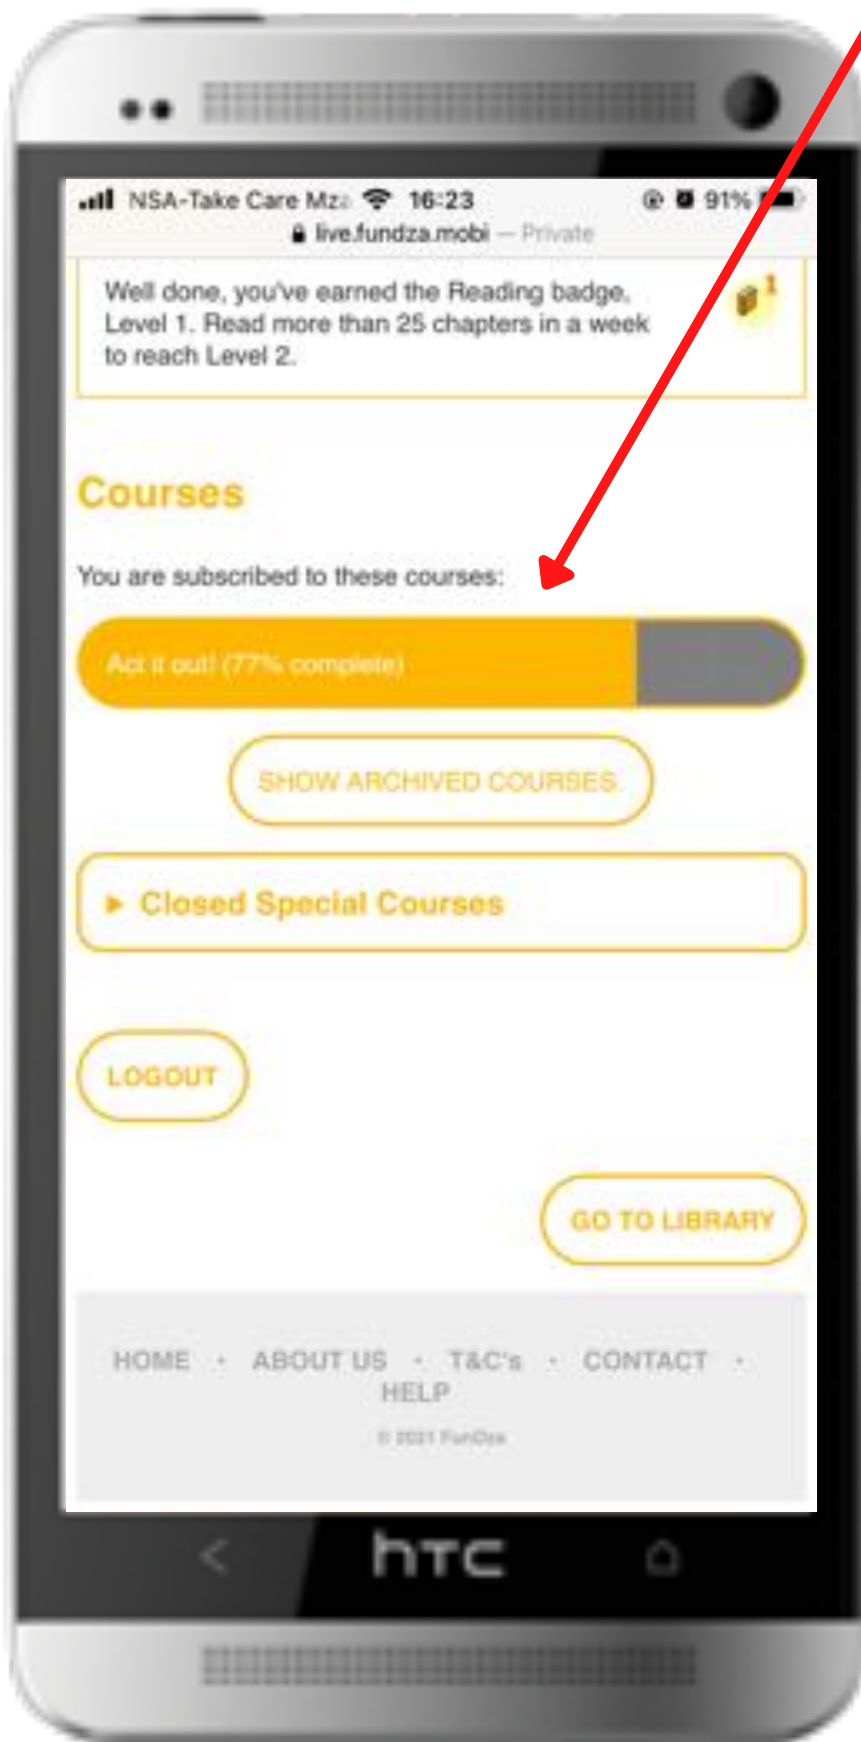 NSA-Take Care Mza 16:23 91%
live.fundza.mobi — Private
Well done, you've earned the Reading badge, 1
Level 1. Read more than 25 chapters in a week
to reach Level 2.
Courses
You are subscribed to these courses:
Act it out! (77% complete)
SHOW ARCHIVED COURSES
Closed Special Courses
LOGOUT
GO TO LIBRARY
HOME · ABOUT US · T&C's · CONTACT ·
HELP
© 2021 FunDza
hTC